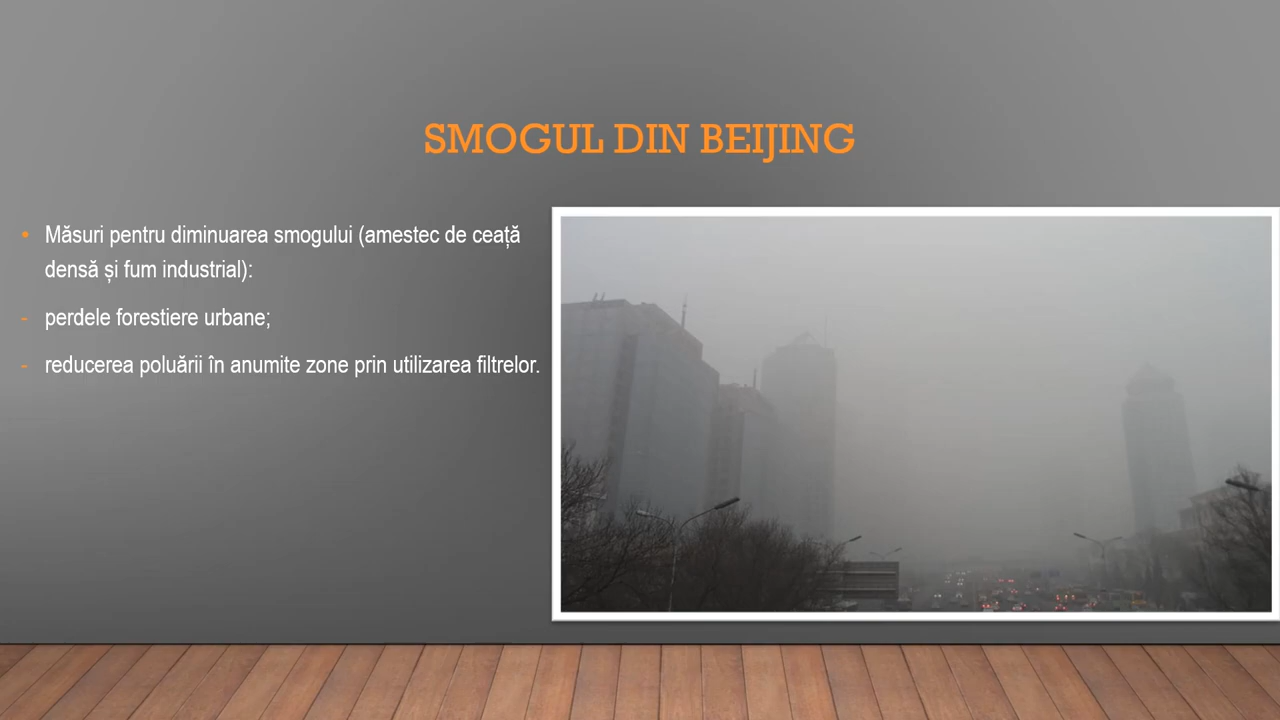 SMOGUL DIN BEIJING
• Măsuri pentru diminuarea smogului (amestec de ceață
densă și fum industrial):
- perdele forestiere urbane;
- reducerea poluării în anumite zone prin utilizarea filtrelor.